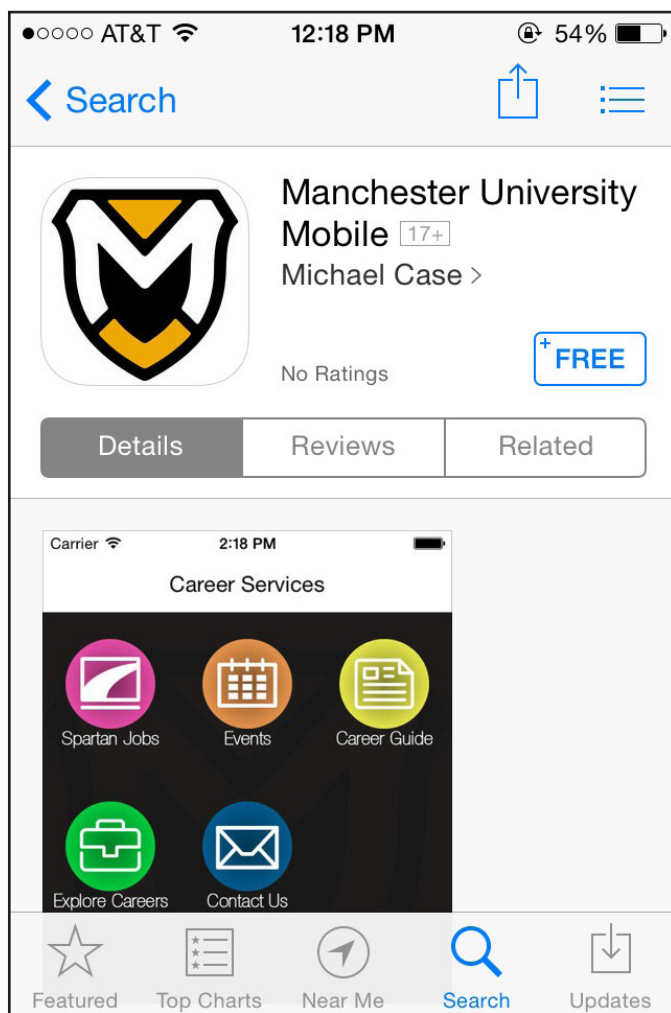 ●○○○○ AT&T 12:18 PM 54%
Search
Manchester University
Mobile 17+
Michael Case >
No Ratings
+ FREE
Details Reviews Related
Carrier 2:18 PM
Career Services
Spartan Jobs Events Career Guide
Explore Careers Contact Us
Featured Top Charts Near Me Search Updates